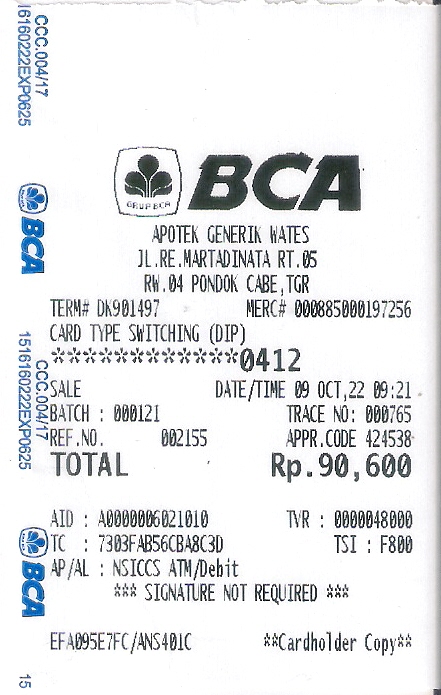 CCC.004/17
1516160222EXP0625
BCA
CCC.004/17
1516160222EXP0625
BCA
15
GRUP BCA
BCA
APOTEK GENERIK WATES
JL.RE.MARTADINATA RT.05
RW.04 PONDOK CABE,TGR
TERM# DK901497 MERC# 000885000197256
CARD TYPE SWITCHING (DIP)
************0412
SALE DATE/TIME 09 OCT,22 09:21
BATCH : 000121 TRACE NO: 000765
REF.NO. 002155 APPR.CODE 424538
TOTAL Rp.90,600
AID : A0000006021010 TVR : 0000048000
TC : 7303FAB56CBA8C3D TSI : F800
AP/AL : NSICCS ATM/Debit
*** SIGNATURE NOT REQUIRED ***
EFA095E7FC/ANS401C **Cardholder Copy**